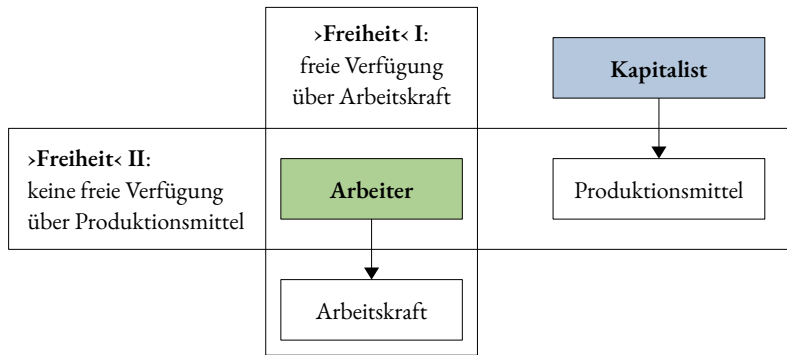 ›Freiheit‹ I:
freie Verfügung
über Arbeitskraft
Kapitalist
›Freiheit‹ II:
keine freie Verfügung
über Produktionsmittel
Arbeiter
Produktionsmittel
Arbeitskraft